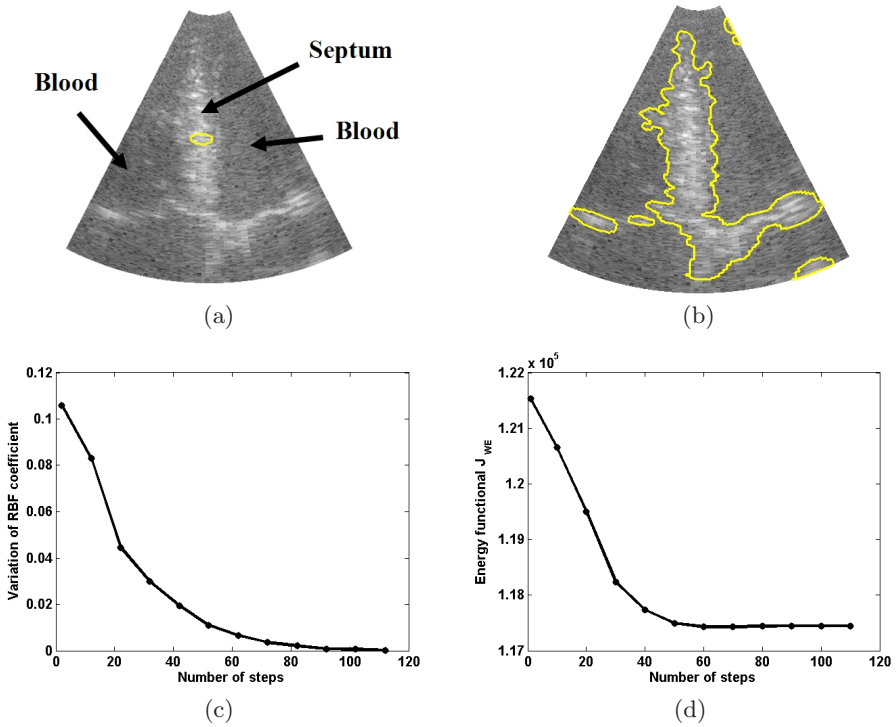 Septum
Blood
Blood
(a)
(b)
0.12
0.1
0.08
0.06
0.04
0.02
0
0 20 40 60 80 100 120
Variation of RBF coefficient
Number of steps
(c)
x 10^5
1.22
1.21
1.2
1.19
1.18
1.17
0 20 40 60 80 100 120
Energy functional J_WE
Number of steps
(d)